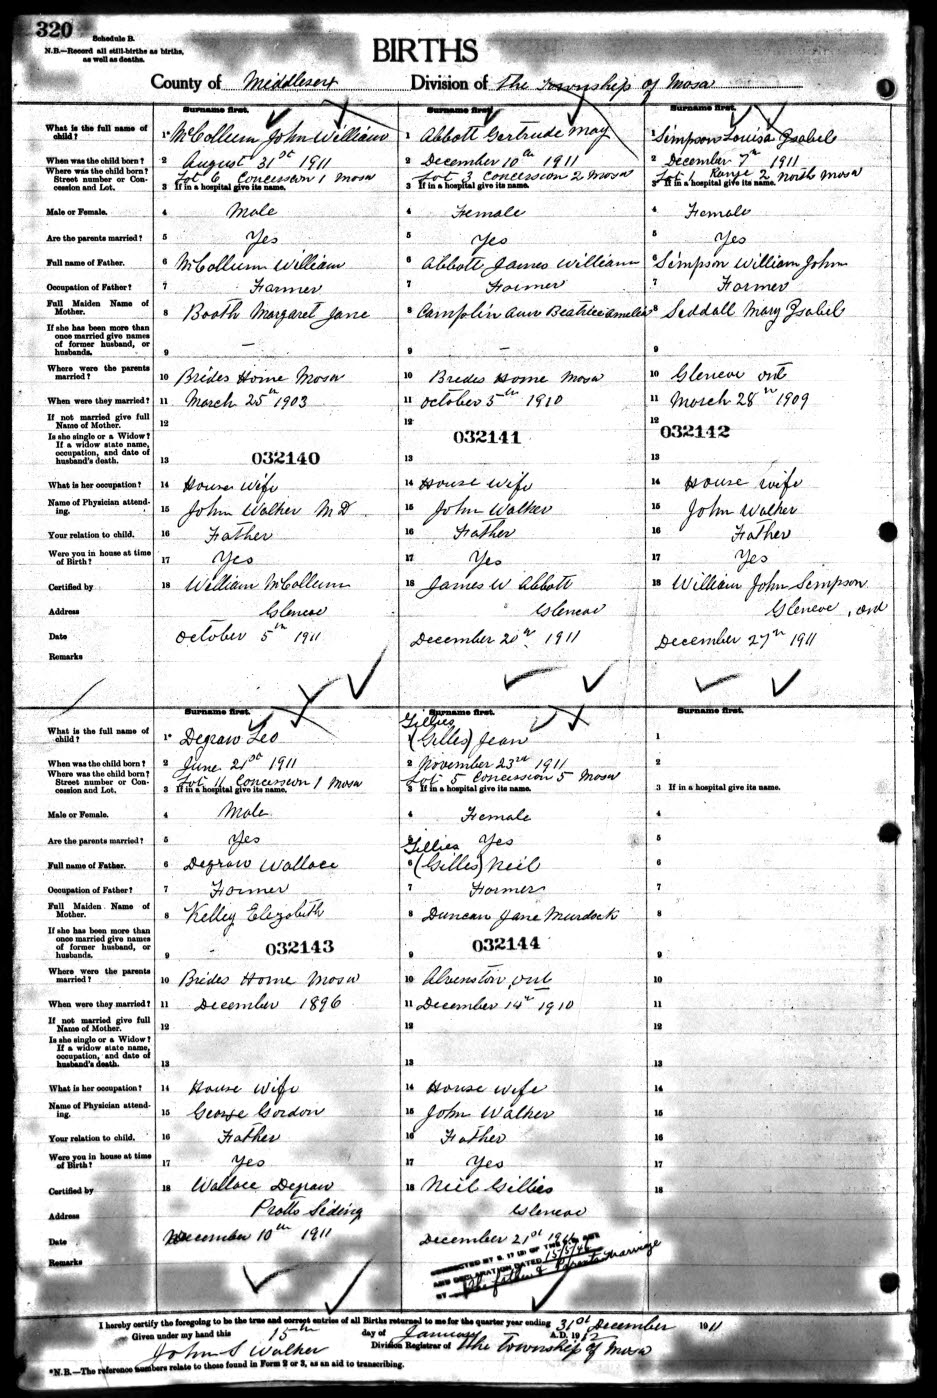 320
Schedule B.
N.B.—Record all still-births as births,
as well as deaths.
BIRTHS
County of Middlesex Division of the Township of Mosa
Surname first. Surname first. Surname first.
What is the full name of child? 1* McCollum John William 1 Abbott Gertrude May 1 Simpson Louisa Isabel
When was the child born? 2 August 31st 1911 2 December 10th 1911 2 December 7th 1911
Where was the child born? Street number or Concession and Lot. Lot 6 Concession 1 Mosa Lot 3 Concession 2 Mosa Lot 1 Range 2 North Mosa
3 If in a hospital give its name. 3 If in a hospital give its name. 3 If in a hospital give its name.
Male or Female. 4 Male 4 Female 4 Female
Are the parents married? 5 Yes 5 Yes 5 Yes
Full name of Father. 6 McCollum William 6 Abbott James William 6 Simpson William John
Occupation of Father? 7 Farmer 7 Farmer 7 Farmer
Full Maiden Name of Mother. 8 Booth Margaret Jane 8 Camplin Ann Beatrice Amelia 8 Seddall Mary Isabel
If she has been more than once married give names of former husband, or husbands. 9 — 9 — 9
Where were the parents married? 10 Brides Home Mosa 10 Brides Home Mosa 10 Glencoe Ont
When were they married? 11 March 25th 1903 11 October 5th 1910 11 March 28th 1909
If not married give full Name of Mother. 12 12 12
032140 032141 032142
Is she single or a Widow? If a widow state name, occupation, and date of husband's death. 13 13 13
What is her occupation? 14 House Wife 14 House Wife 14 House wife
Name of Physician attending. 15 John Walker M D 15 John Walker 15 John Walker
Your relation to child. 16 Father 16 Father 16 Father
Were you in house at time of Birth? 17 Yes 17 Yes 17 Yes
Certified by 18 William McCollum 18 James W Abbott 18 William John Simpson
Address Glencoe Glencoe Glencoe, Ont
Date October 5th 1911 December 20th 1911 December 27th 1911
Remarks
Surname first. Surname first. Surname first.
Gillies
What is the full name of child? 1* Degraw Leo (Gilles) Jean 1
When was the child born? 2 June 21st 1911 2 November 23rd 1911 2
Where was the child born? Street number or Concession and Lot. Lot 4 Concession 1 Mosa Lot 5 Concession 5 Mosa
3 If in a hospital give its name. 3 If in a hospital give its name. 3 If in a hospital give its name.
Male or Female. 4 Male 4 Female 4
Are the parents married? 5 Yes 5 Yes 5
Gillies
Full name of Father. 6 Degraw Wallace 6 (Gilles) Neil 6
Occupation of Father? 7 Farmer 7 Farmer 7
Full Maiden Name of Mother. 8 Kelley Elizabeth 8 Duncan Jane Murdock 8
If she has been more than once married give names of former husband, or husbands. 9 9 9
032143 032144
Where were the parents married? 10 Brides Home Mosa 10 Alvinston Ont 10
When were they married? 11 December 1896 11 December 14th 1910 11
If not married give full Name of Mother. 12 12 12
Is she single or a Widow? If a widow state name, occupation, and date of husband's death. 13 13 13
What is her occupation? 14 House Wife 14 House Wife 14
Name of Physician attending. 15 George Gordon 15 John Walker 15
Your relation to child. 16 Father 16 Father 16
Were you in house at time of Birth? 17 Yes 17 Yes 17
Certified by 18 Wallace Degraw 18 Neil Gillies 18
Address Pratts Siding Glencoe
Date December 10th 1911 December 21st
CORRECTED BY S. 17 OF THE ACT
AND DECLARATION DATED 15/5/46
BY the father & Parents Marriage
Remarks
I hereby certify the foregoing to be the true and correct entries of all Births returned to me for the quarter year ending 31st December 1911
Given under my hand this 15th day of January A.D. 1912
John S Walker Division Registrar of the Township of Mosa
*N.B.—The reference numbers relate to those found in Form 2 or 3, as an aid to transcribing.